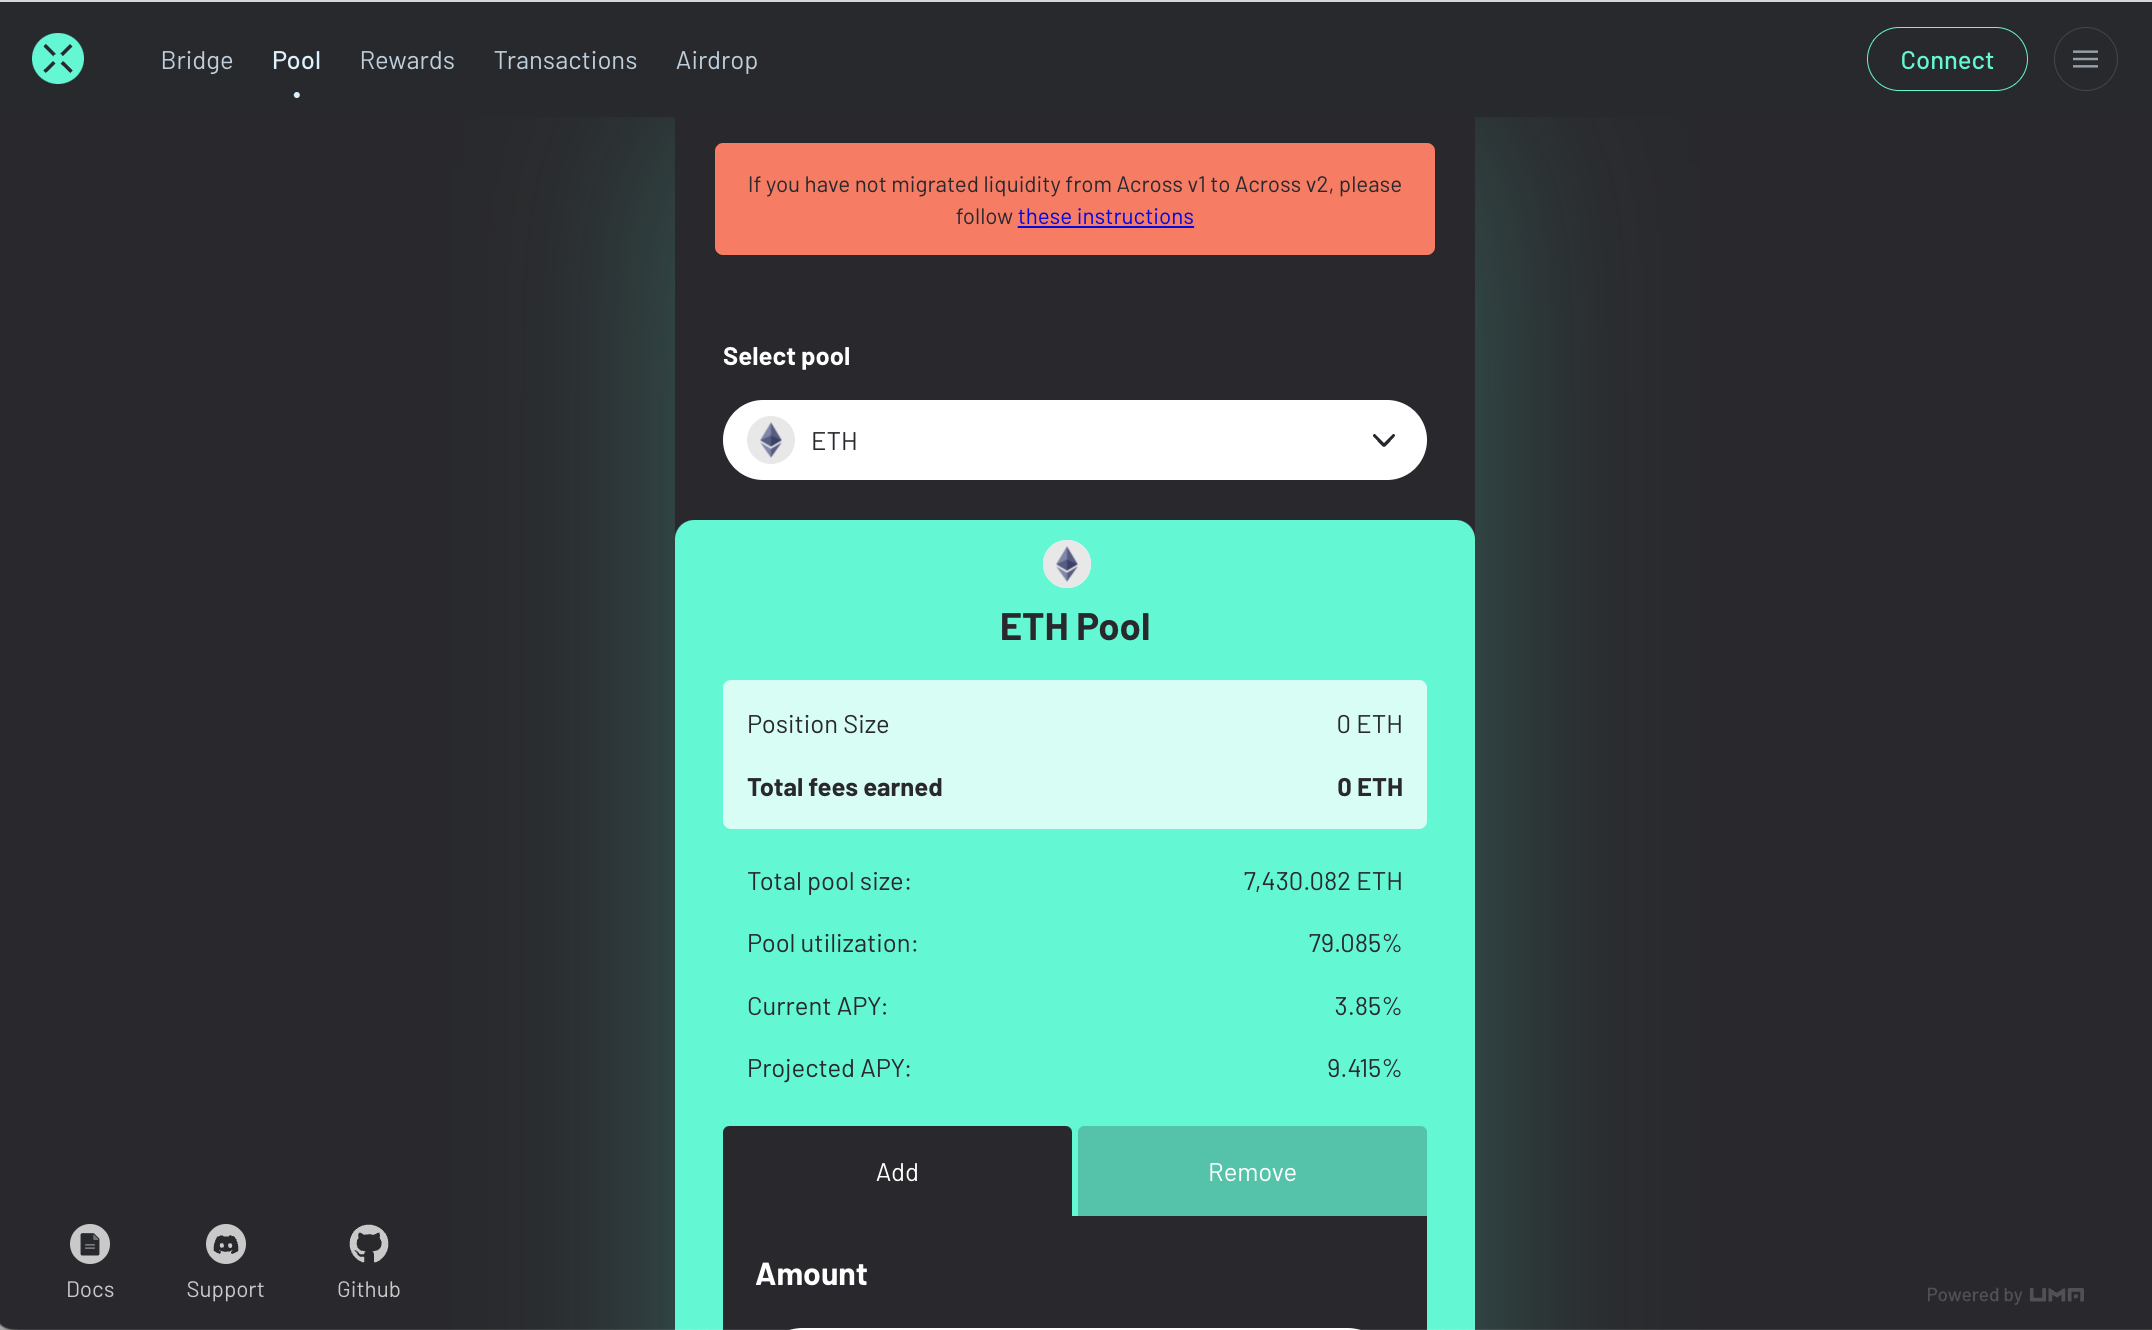 Bridge Pool Rewards Transactions Airdrop Connect
If you have not migrated liquidity from Across v1 to Across v2, please
follow these instructions
Select pool
ETH
ETH Pool
Position Size 0 ETH
Total fees earned 0 ETH
Total pool size: 7,430.082 ETH
Pool utilization: 79.085%
Current APY: 3.85%
Projected APY: 9.415%
Add Remove
Amount
Docs Support Github
Powered by UMA